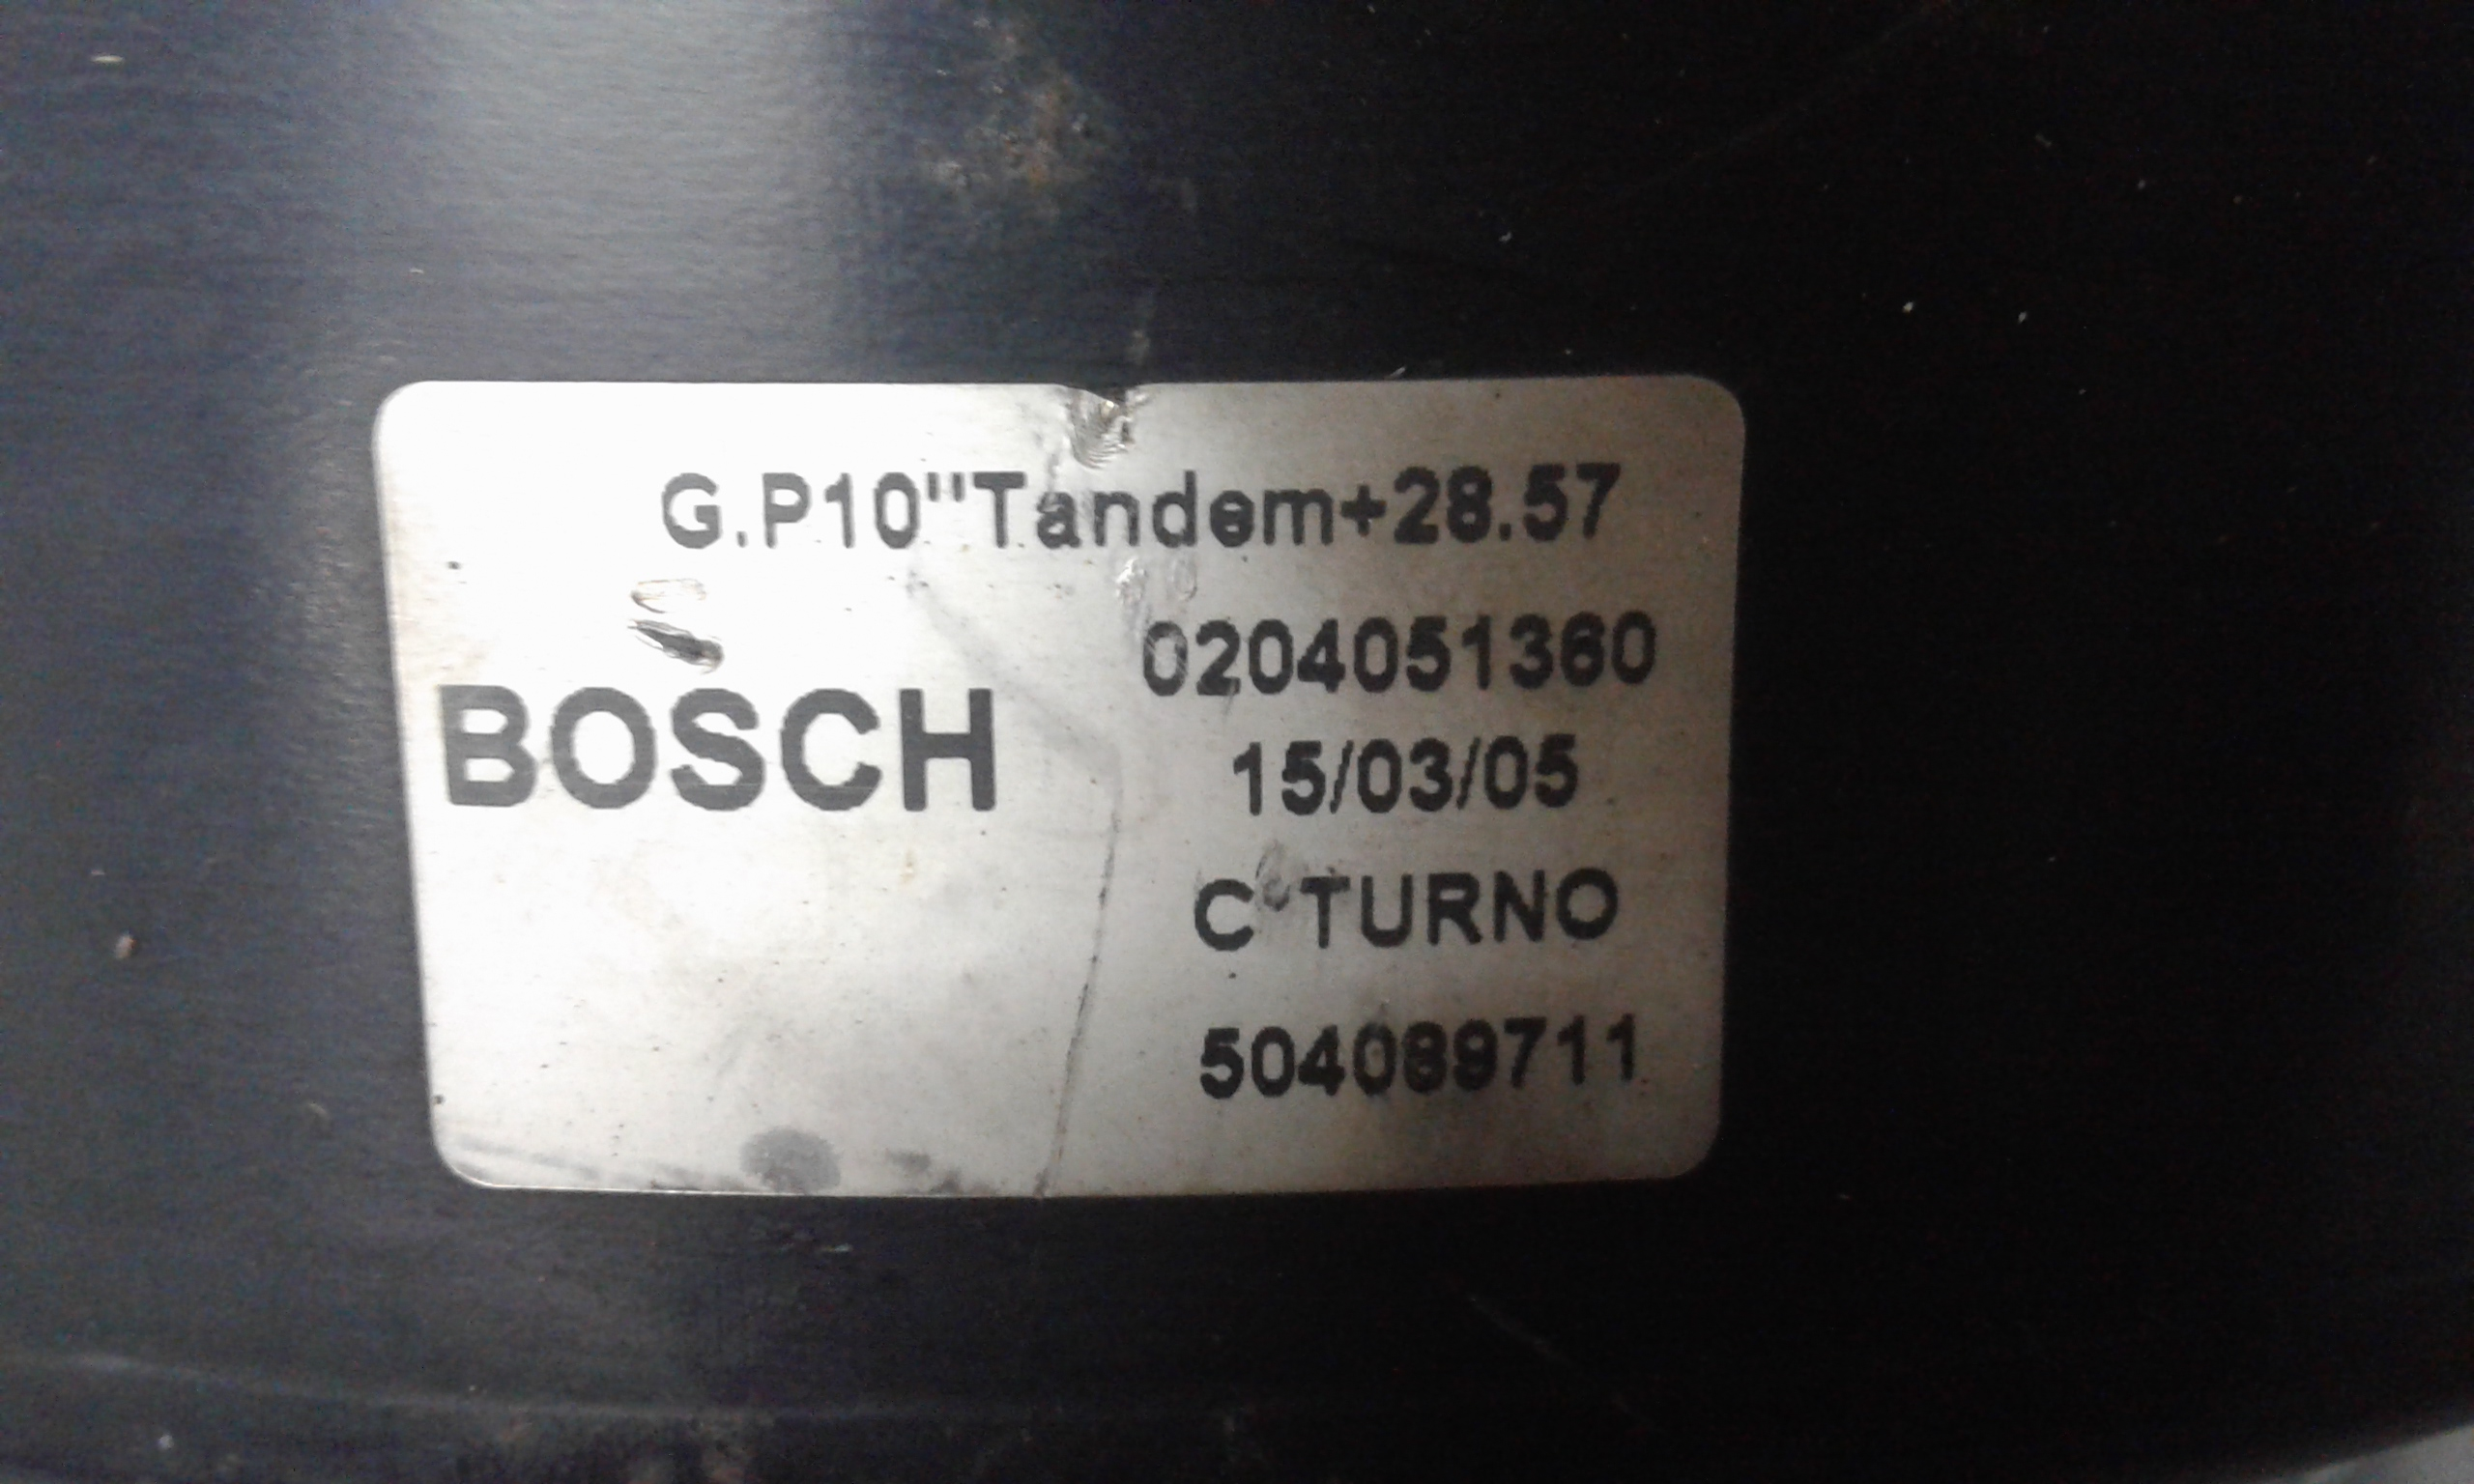 G.P10"Tandem+28.57
0204051360
BOSCH
15/03/05
C TURNO
504089711